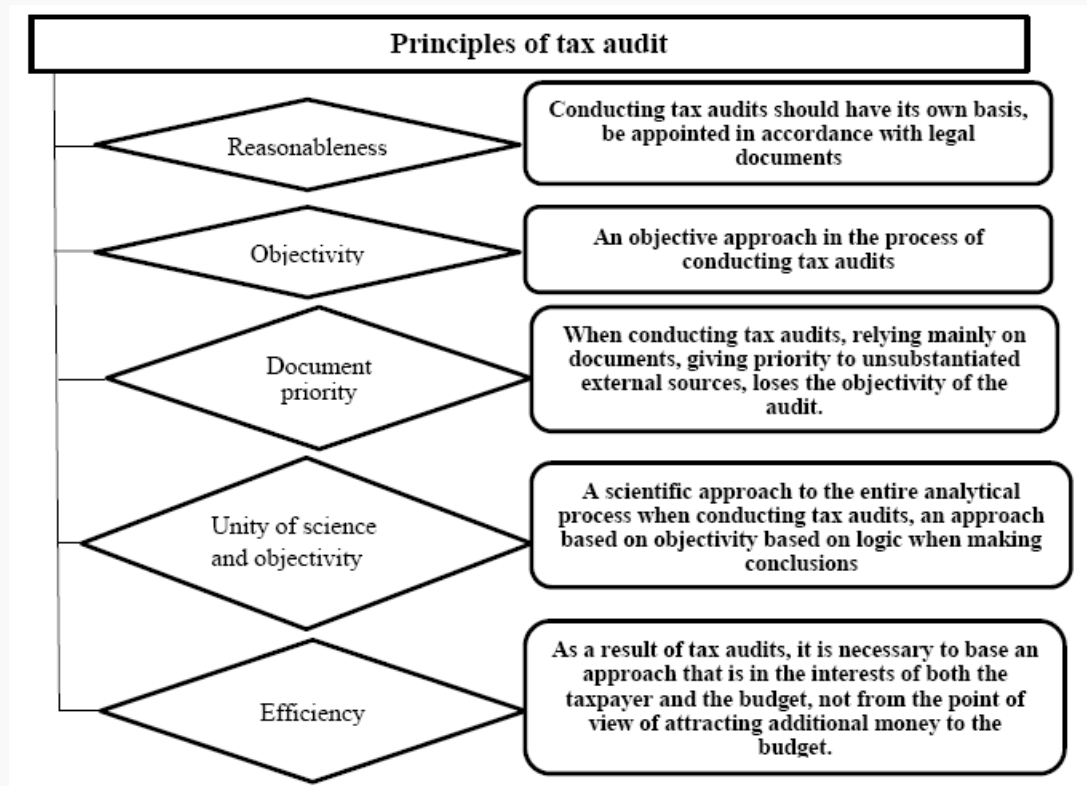 Principles of tax audit
Reasonableness
Conducting tax audits should have its own basis,
be appointed in accordance with legal
documents
Objectivity
An objective approach in the process of
conducting tax audits
Document
priority
When conducting tax audits, relying mainly on
documents, giving priority to unsubstantiated
external sources, loses the objectivity of the
audit.
Unity of science
and objectivity
A scientific approach to the entire analytical
process when conducting tax audits, an approach
based on objectivity based on logic when making
conclusions
Efficiency
As a result of tax audits, it is necessary to base an
approach that is in the interests of both the
taxpayer and the budget, not from the point of
view of attracting additional money to the
budget.